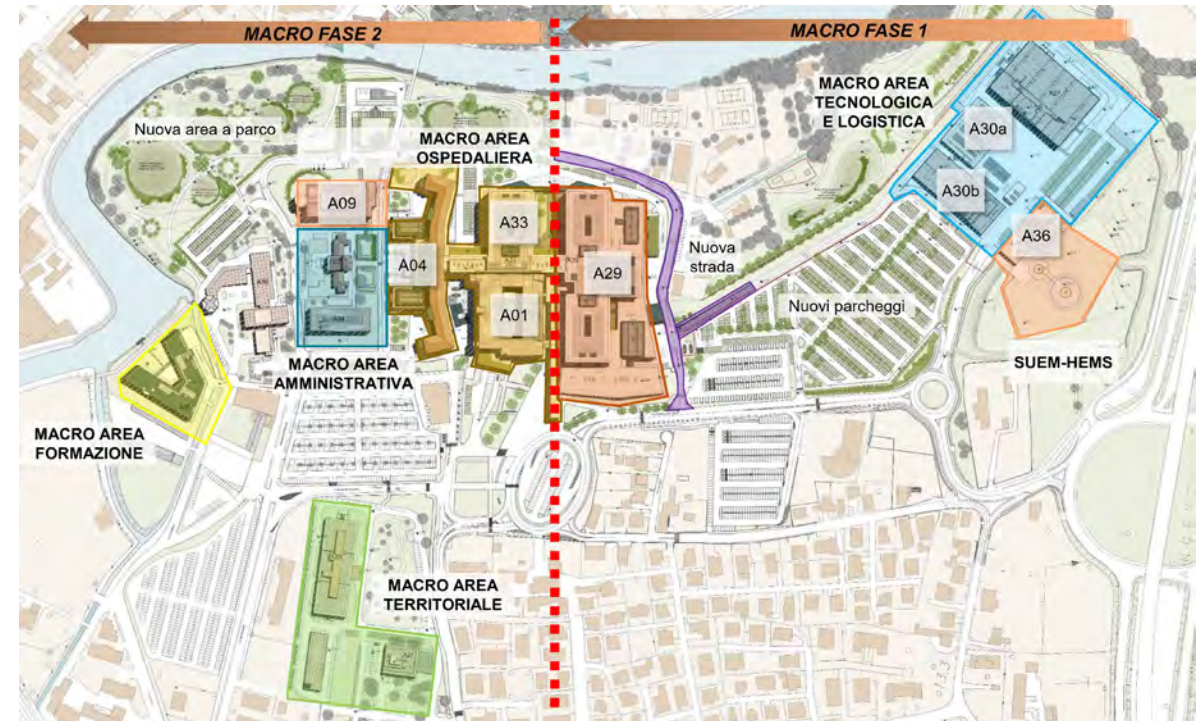 MACRO FASE 2
MACRO FASE 1
MACRO AREA
TECNOLOGICA
E LOGISTICA
Nuova area a parco
MACRO AREA
OSPEDALIERA
A30a
A30b
A09
A33
A36
A04
A29
Nuova
strada
A01
Nuovi parcheggi
MACRO AREA
AMMINISTRATIVA
SUEM-HEMS
MACRO AREA
FORMAZIONE
MACRO AREA
TERRITORIALE